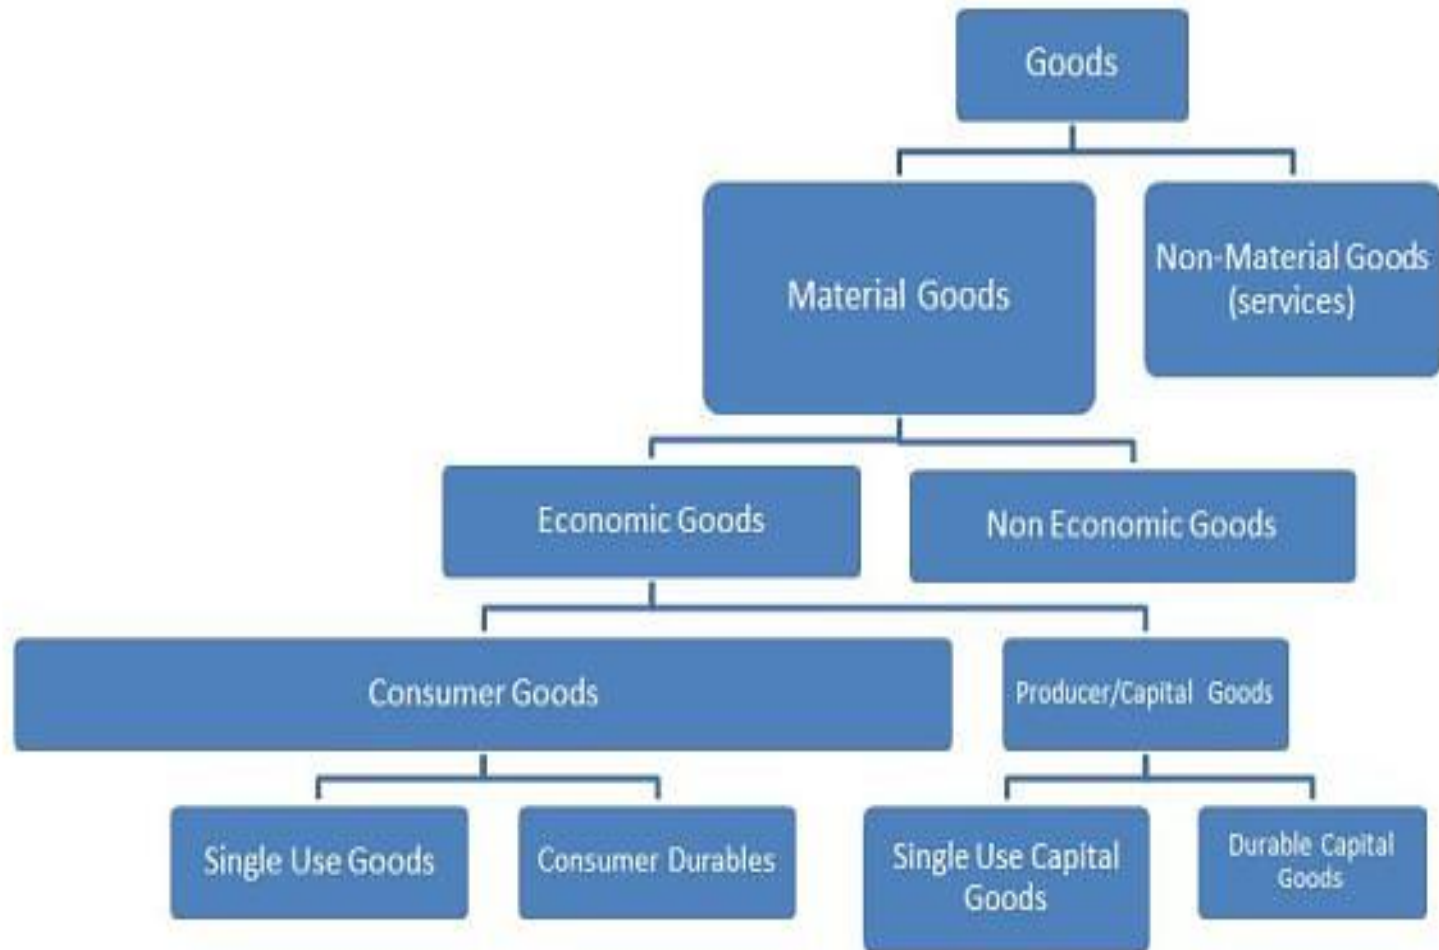 Goods
Material Goods
Non-Material Goods
(services)
Economic Goods
Non Economic Goods
Consumer Goods
Producer/Capital Goods
Single Use Goods
Consumer Durables
Single Use Capital
Goods
Durable Capital
Goods